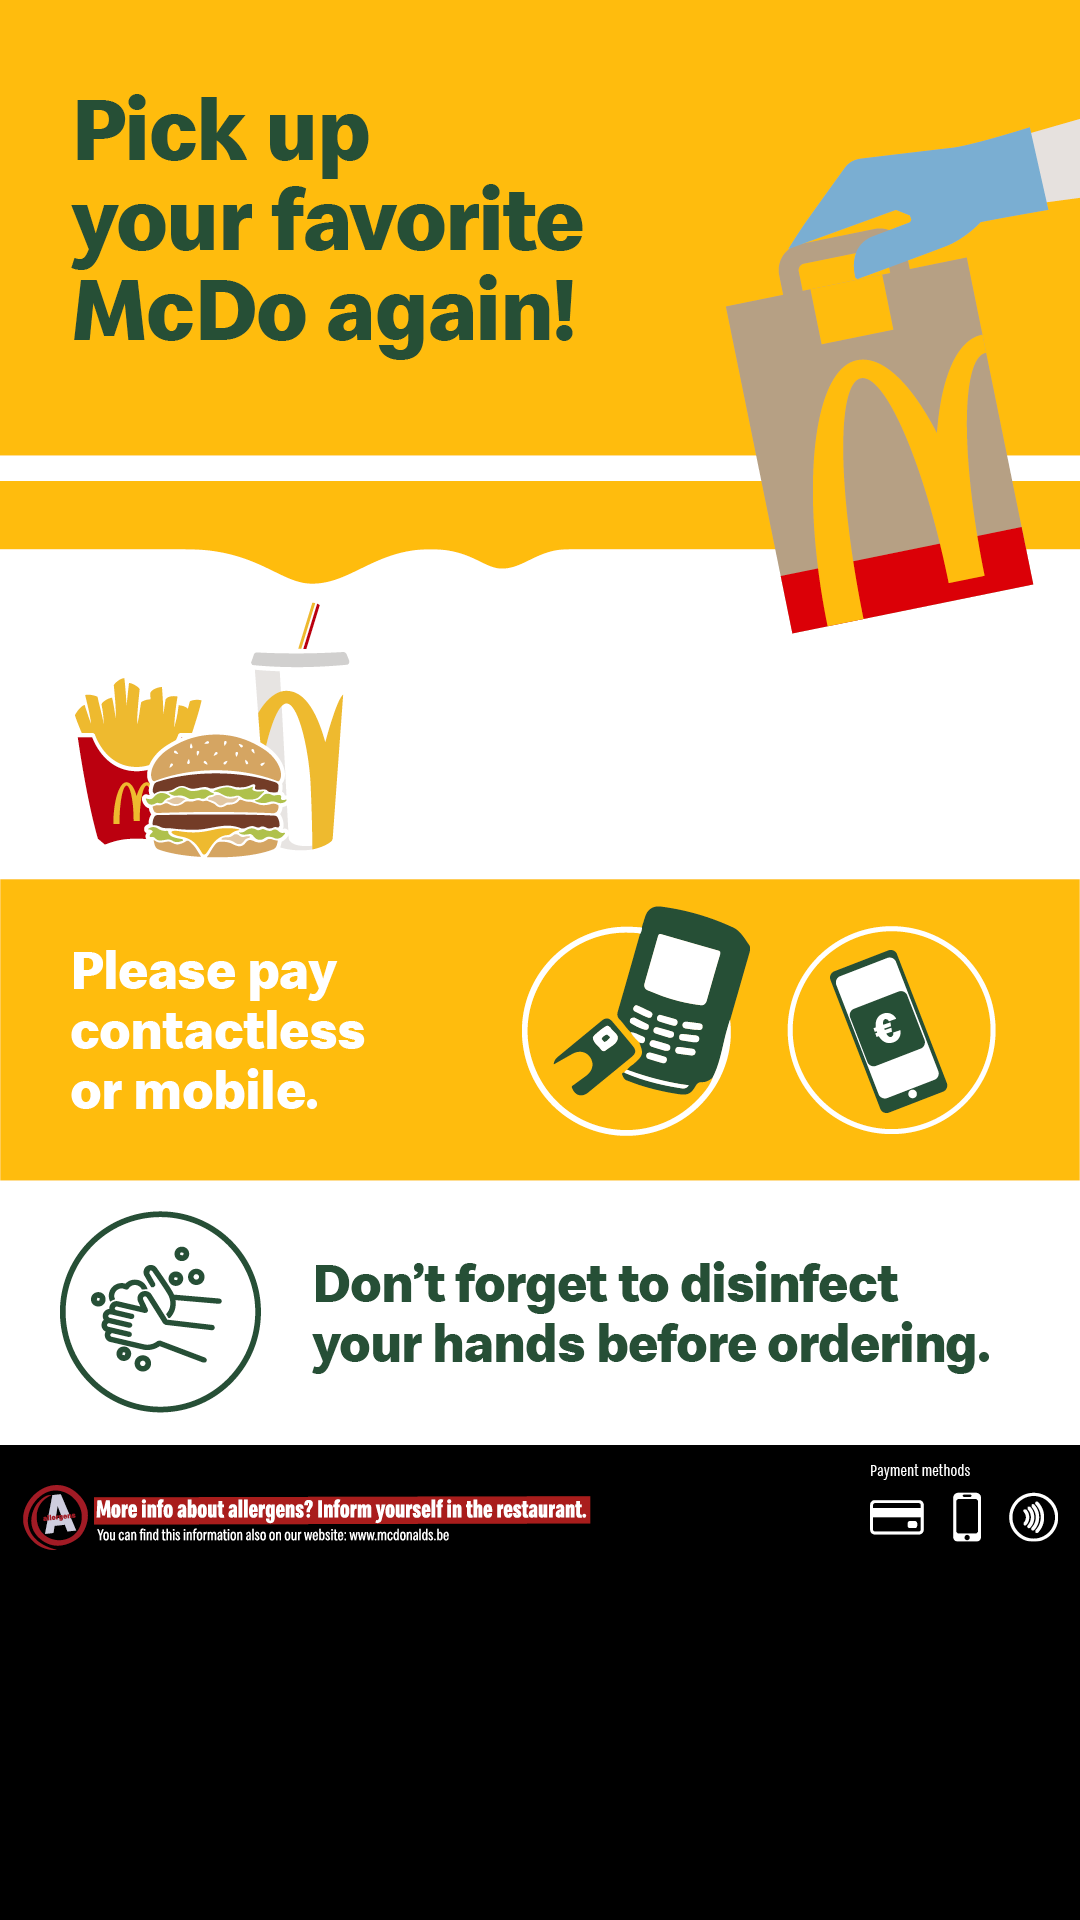 Pick up
your favorite
McDo again!
Please pay
contactless
or mobile.
€
Don't forget to disinfect
your hands before ordering.
Payment methods
A
allergens
More info about allergens? Inform yourself in the restaurant.
You can find this information also on our website: www.mcdonalds.be